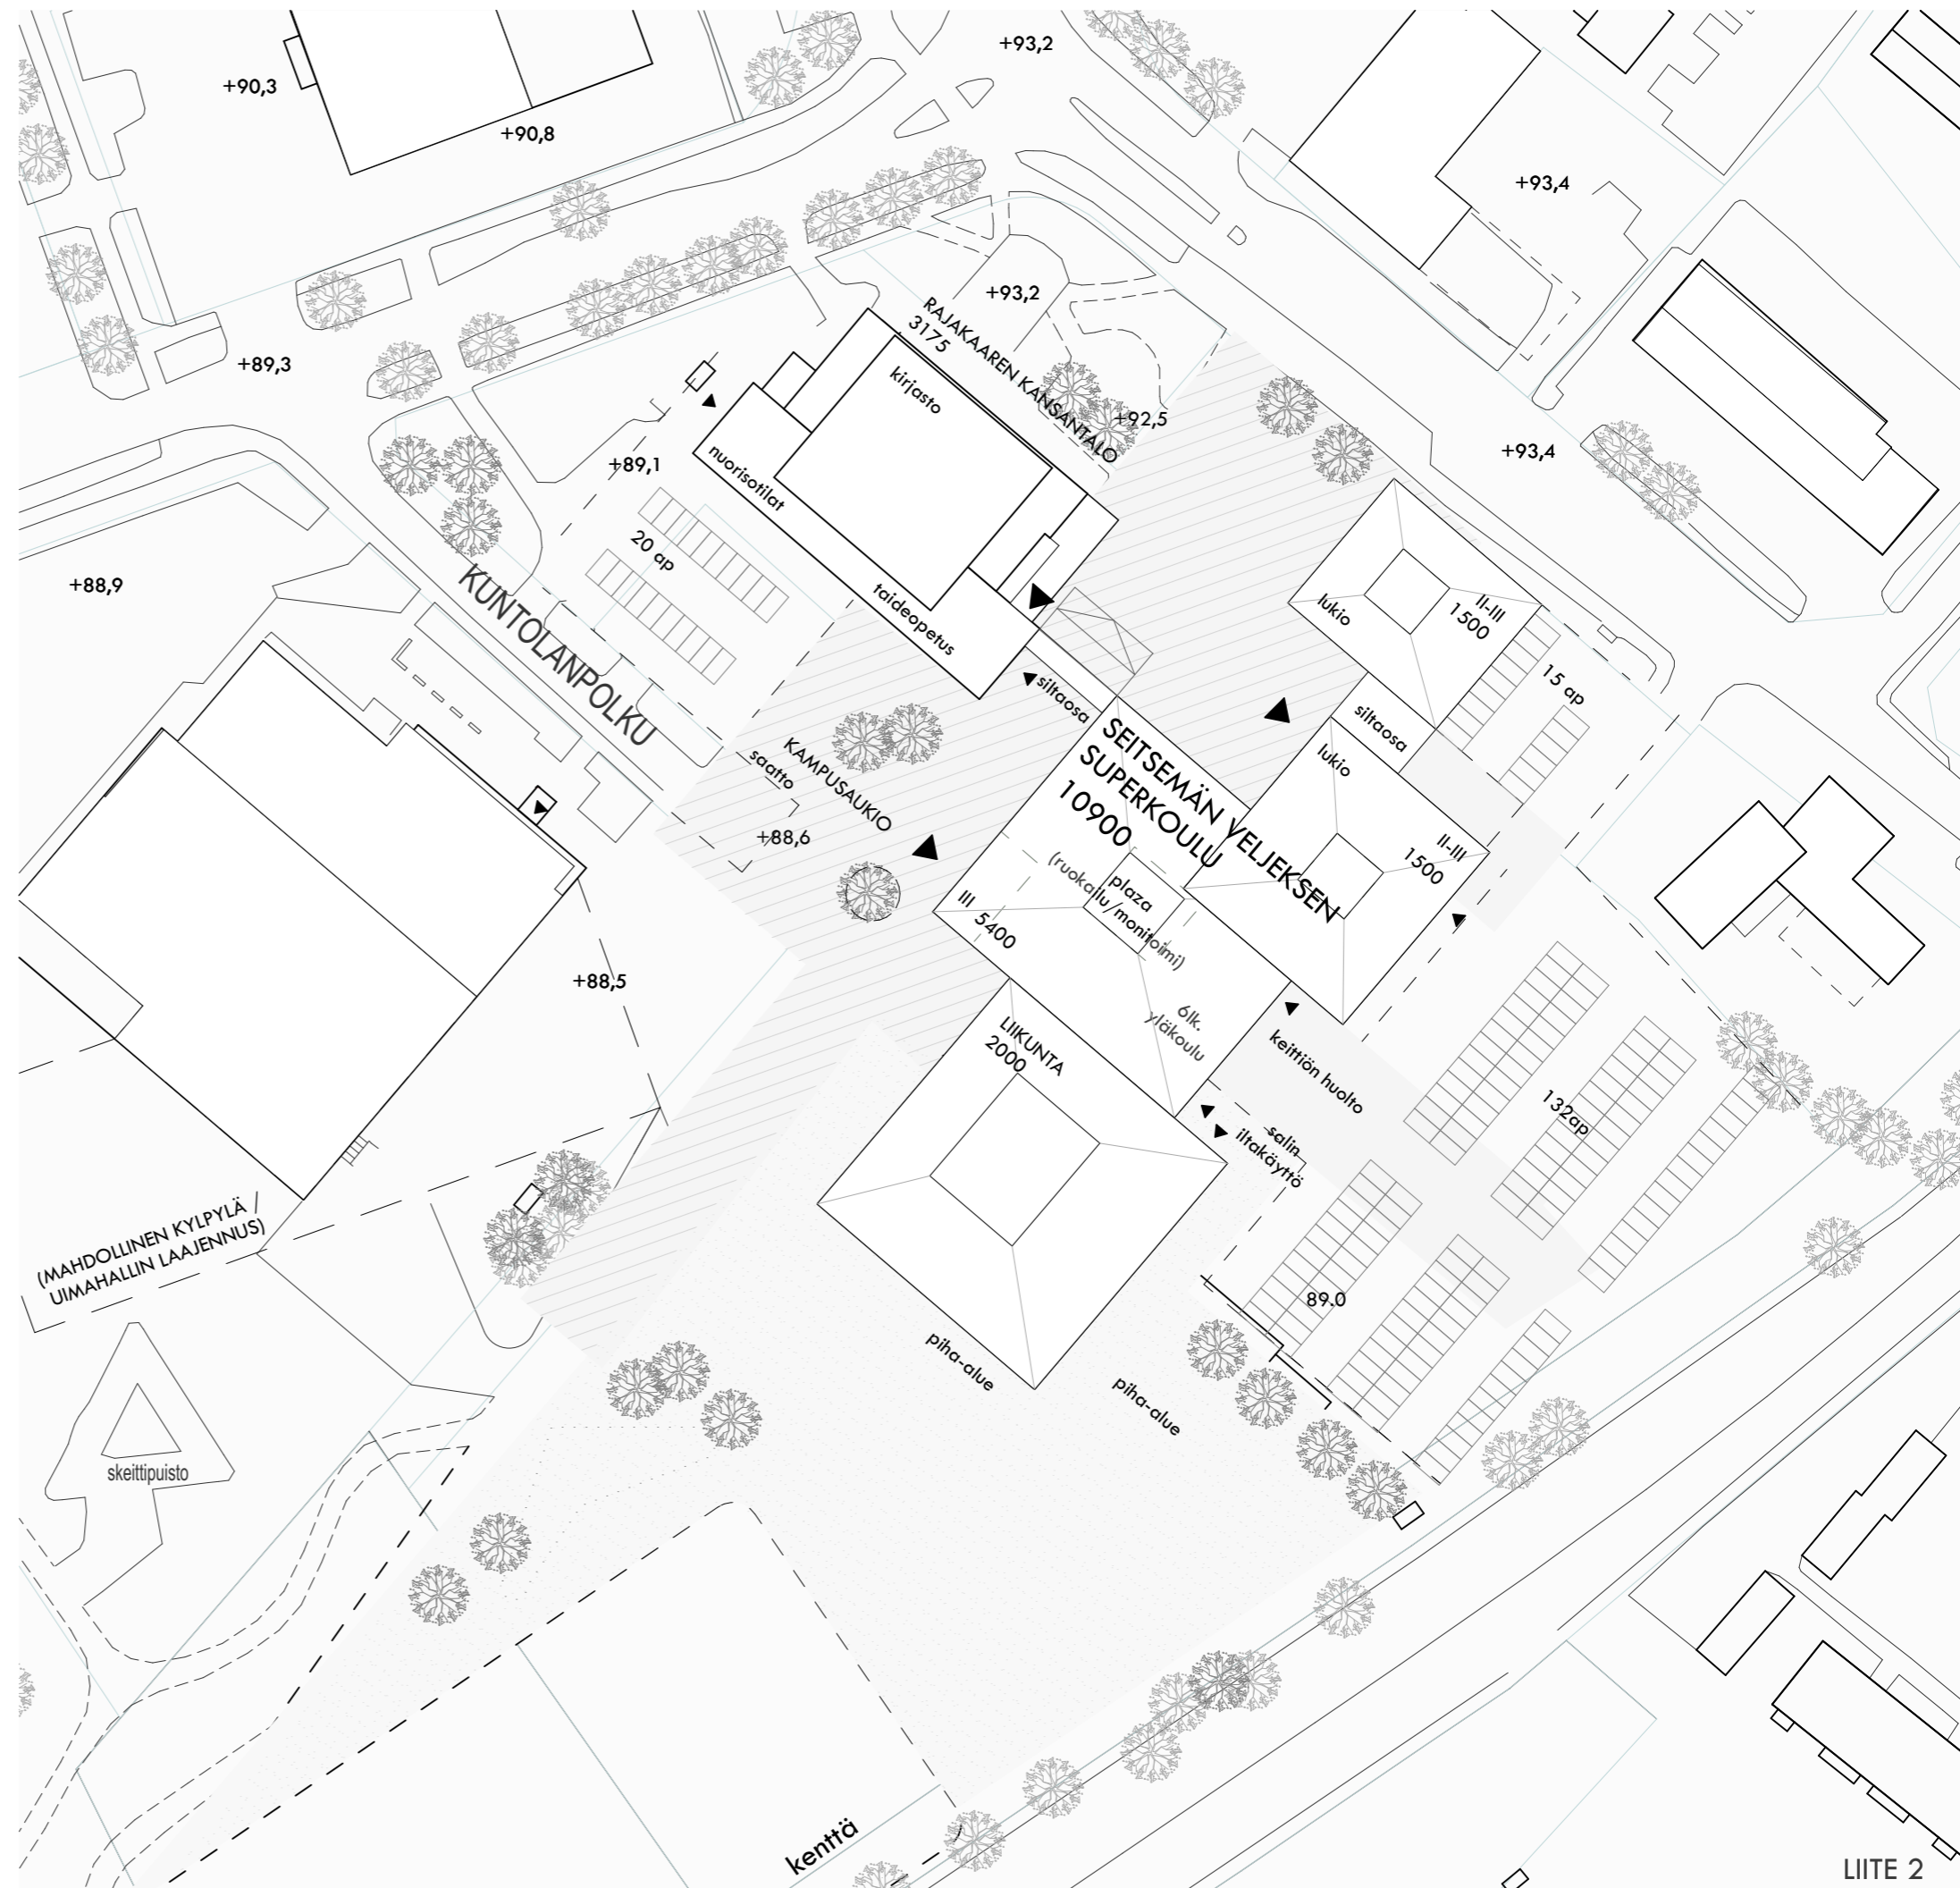 +93,2
+90,3
+90,8
+93,4
+93,2
RAJAKAAREN KANSANTALO
3175
+89,3
kirjasto
+92,5
+93,4
nuorisotilat
+89,1
20 ap
+88,9
KUNTOLANPOLKU
taideopetus
lukio
II-III
1500
15 ap
siltaosa
siltaosa
saatto
KAMPUSAUKIO
+88,6
SEITSEMÄN VELJEKSEN
SUPERKOULU
10900
lukio
II-III
1500
plaza
(ruokailu/monitoimi)
III 5400
+88,5
6lk.
yläkoulu
LIIKUNTA
2000
keittiön huolto
132ap
salin
iltakäyttö
(MAHDOLLINEN KYLPYLÄ /
UIMAHALLIN LAAJENNUS)
89.0
piha-alue
piha-alue
skeittipuisto
kenttä
LIITE 2